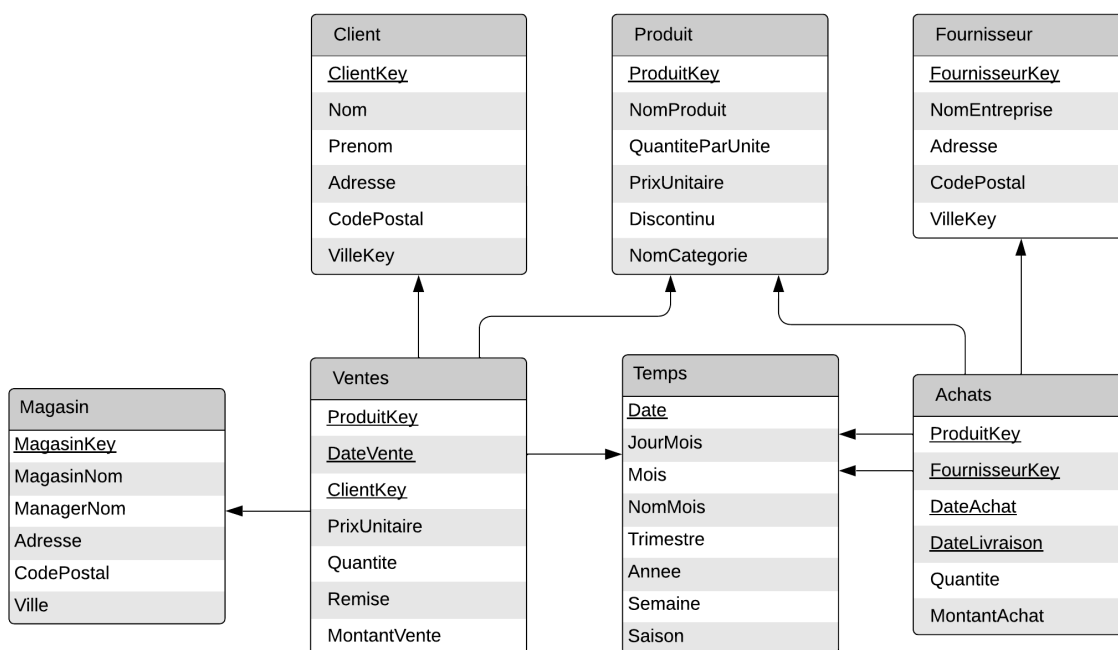 Client
ClientKey
Nom
Prenom
Adresse
CodePostal
VilleKey
Produit
ProduitKey
NomProduit
QuantiteParUnite
PrixUnitaire
Discontinu
NomCategorie
Fournisseur
FournisseurKey
NomEntreprise
Adresse
CodePostal
VilleKey
Magasin
MagasinKey
MagasinNom
ManagerNom
Adresse
CodePostal
Ville
Ventes
ProduitKey
DateVente
ClientKey
PrixUnitaire
Quantite
Remise
MontantVente
Temps
Date
JourMois
Mois
NomMois
Trimestre
Annee
Semaine
Saison
Achats
ProduitKey
FournisseurKey
DateAchat
DateLivraison
Quantite
MontantAchat